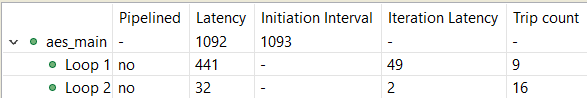 Pipelined Latency Initiation Interval Iteration Latency Trip count
aes_main - 1092 1093 - -
Loop 1 no 441 - 49 9
Loop 2 no 32 - 2 16